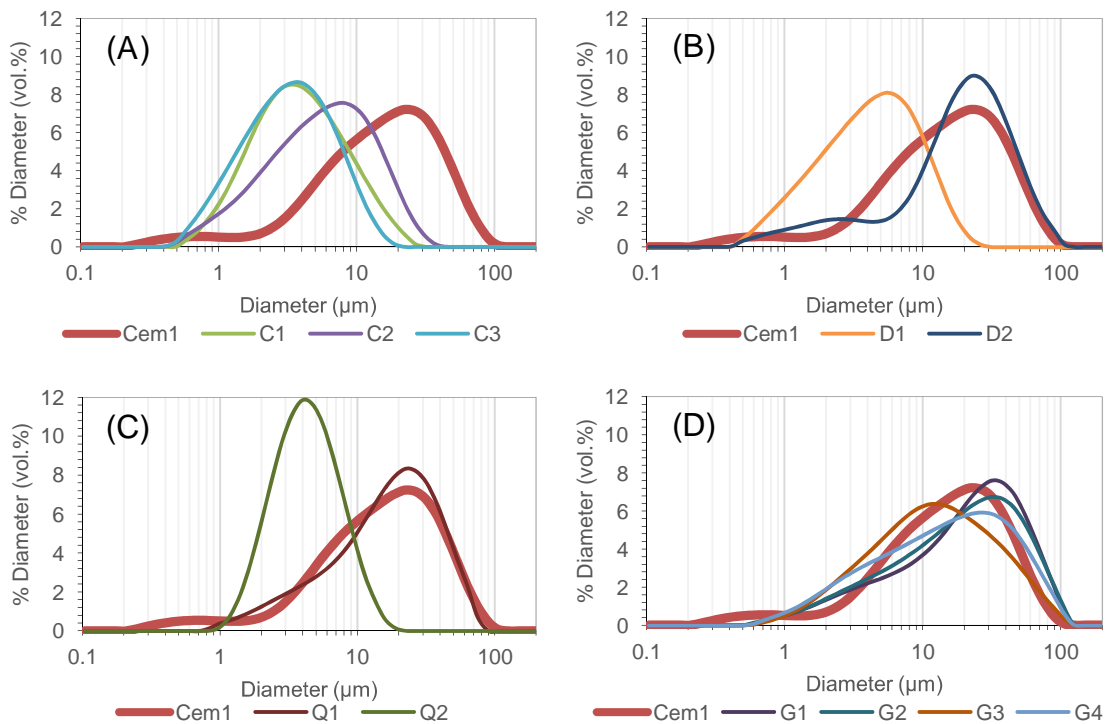 (A)
% Diameter (vol.%)
12
10
8
6
4
2
0
0.1 1 10 100
Diameter (µm)
Cem1 C1 C2 C3
(B)
% Diameter (vol.%)
12
10
8
6
4
2
0
0.1 1 10 100
Diameter (µm)
Cem1 D1 D2
(C)
% Diameter (vol.%)
12
10
8
6
4
2
0
0.1 1 10 100
Diameter (µm)
Cem1 Q1 Q2
(D)
% Diameter (vol.%)
12
10
8
6
4
2
0
0.1 1 10 100
Diameter (µm)
Cem1 G1 G2 G3 G4